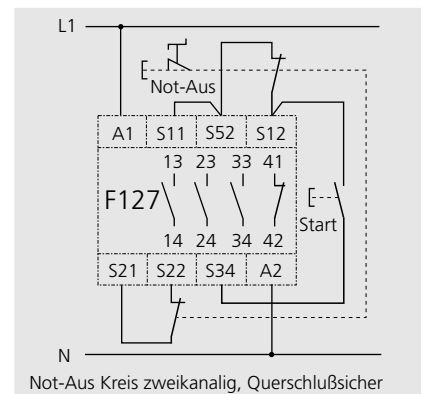 L1
Not-Aus
A1 S11 S52 S12
13 23 33 41
F127
Start
14 24 34 42
S21 S22 S34 A2
N
Not-Aus Kreis zweikanalig, Querschlußsicher